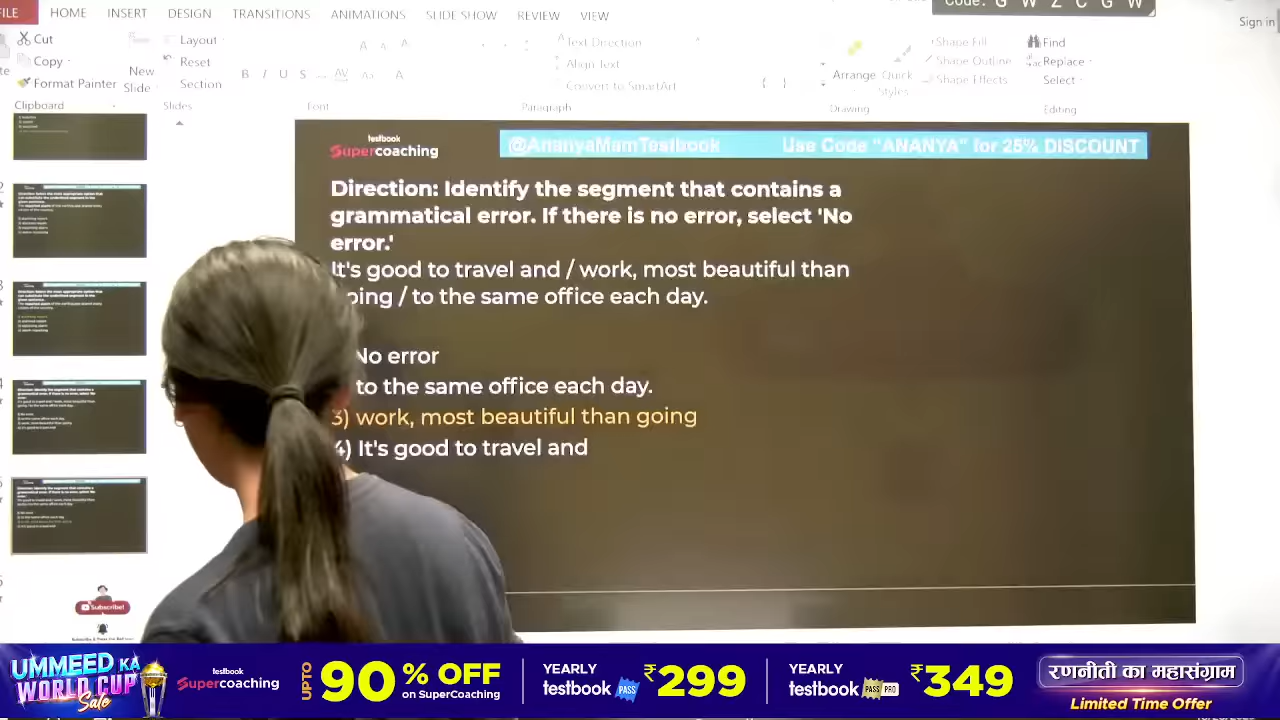 FILE HOME INSERT DESIGN TRANSITIONS ANIMATIONS SLIDE SHOW REVIEW VIEW
Code: G W Z C G W
Sign in
Cut
Copy
Format Painter
Clipboard
New
Slide
Layout
Reset
Section
Slides
B I U S AV Aa A
Font
Text Direction
Align Text
Convert to SmartArt
Paragraph
Arrange
Quick
Styles
Shape Fill
Shape Outline
Shape Effects
Drawing
Find
Replace
Select
Editing
testbook
Supercoaching
@AnanyaMamTestbook Use Code "ANANYA" for 25% DISCOUNT
Direction: Identify the segment that contains a
grammatical error. If there is no error, select 'No
error.'
It's good to travel and / work, most beautiful than
going / to the same office each day.
No error
to the same office each day.
3) work, most beautiful than going
4) It's good to travel and
Subscribe!
UMMEED KA
WORLD CUP
Sale
testbook
Supercoaching
UPTO 90% OFF
on SuperCoaching
YEARLY
testbook PASS
₹299
YEARLY
testbook PASS PRO
₹349
रणनीती का महासंग्राम
Limited Time Offer